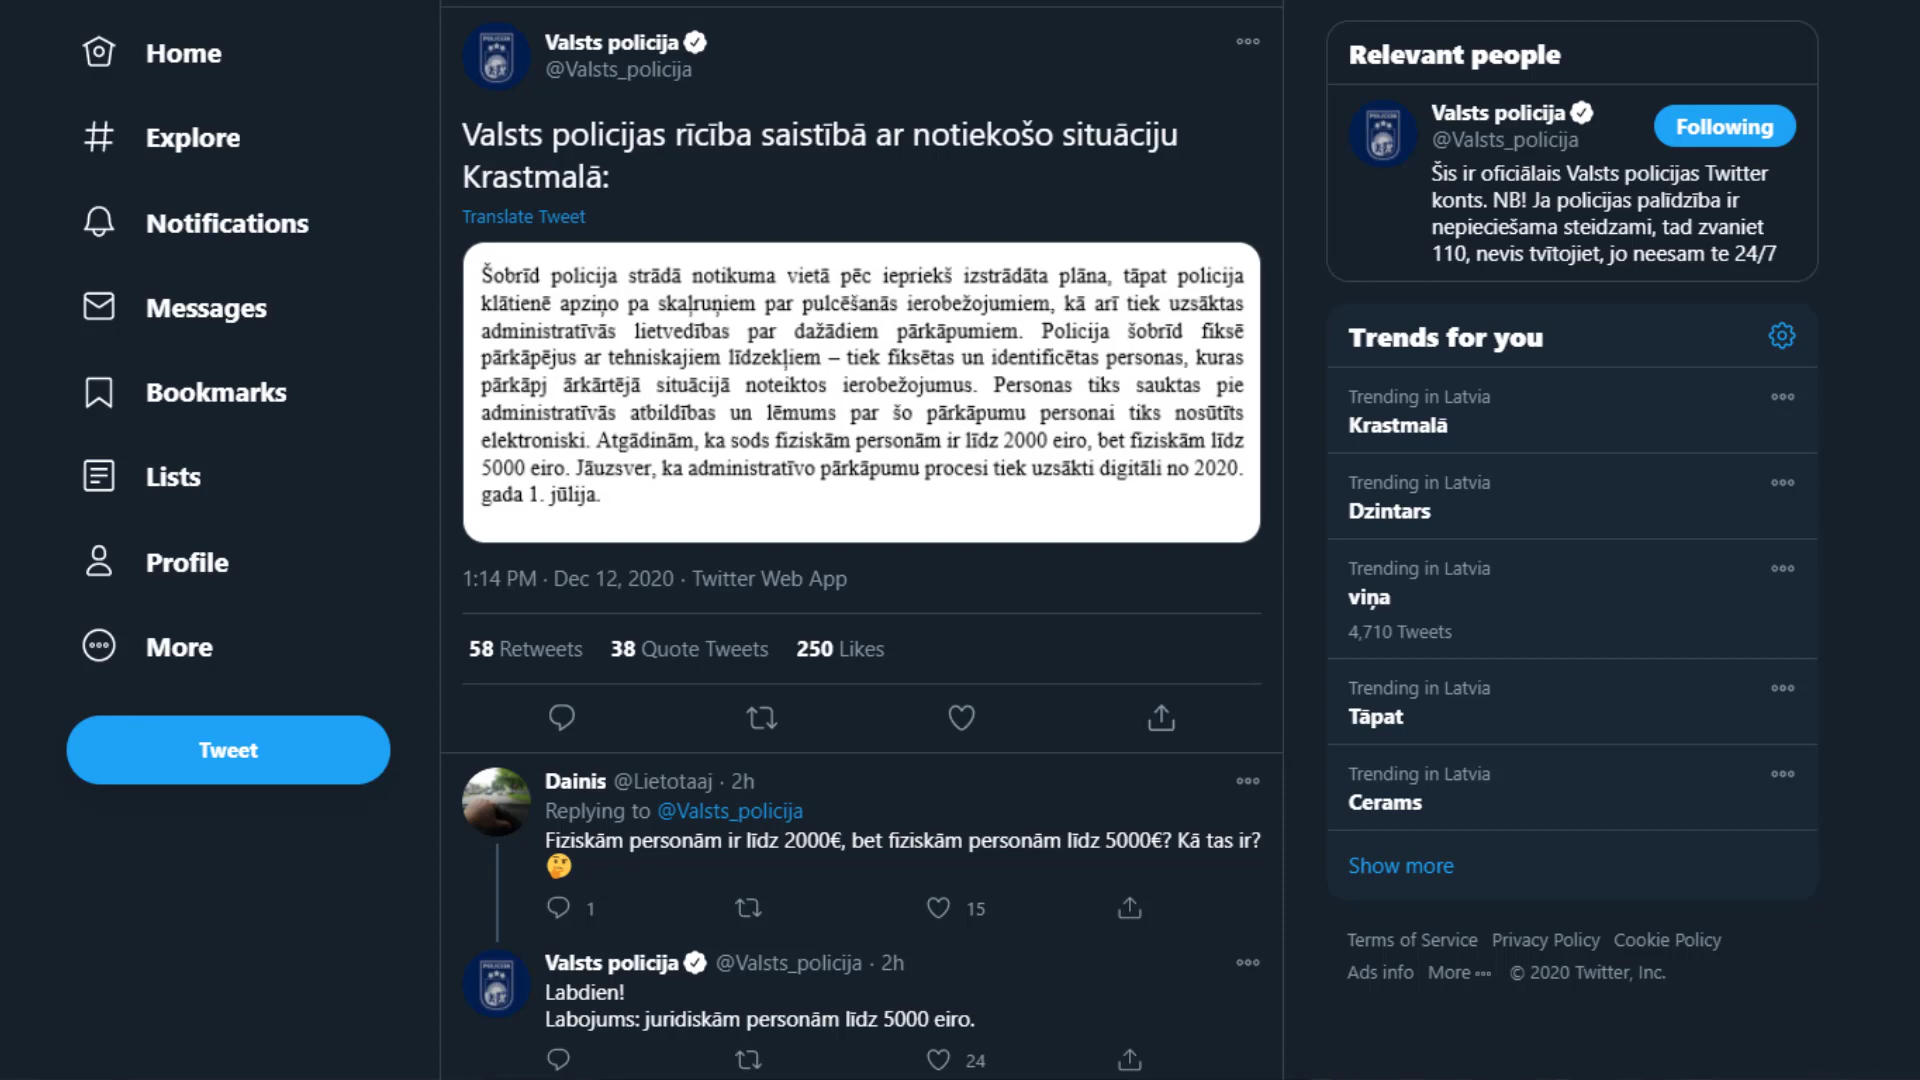 Home
Explore
Notifications
Messages
Bookmarks
Lists
Profile
More
Tweet
Valsts policija
@Valsts_policija
Valsts policijas rīcība saistībā ar notiekošo situāciju
Krastmalā:
Translate Tweet
Šobrīd policija strādā notikuma vietā pēc iepriekš izstrādāta plāna, tāpat policija
klātienē apziņo pa skaļruņiem par pulcēšanās ierobežojumiem, kā arī tiek uzsāktas
administratīvās lietvedības par dažādiem pārkāpumiem. Policija šobrīd fiksē
pārkāpējus ar tehniskajiem līdzekļiem – tiek fiksētas un identificētas personas, kuras
pārkāpj ārkārtējā situācijā noteiktos ierobežojumus. Personas tiks sauktas pie
administratīvās atbildības un lēmums par šo pārkāpumu personai tiks nosūtīts
elektroniski. Atgādinām, ka sods fiziskām personām ir līdz 2000 eiro, bet fiziskām līdz
5000 eiro. Jāuzsver, ka administratīvo pārkāpumu procesi tiek uzsākti digitāli no 2020.
gada 1. jūlija.
1:14 PM · Dec 12, 2020 · Twitter Web App
58 Retweets 38 Quote Tweets 250 Likes
Dainis @Lietotaaj · 2h
Replying to @Valsts_policija
Fiziskām personām ir līdz 2000€, bet fiziskām personām līdz 5000€? Kā tas ir?
🤔
1 15
Valsts policija @Valsts_policija · 2h
Labdien!
Labojums: juridiskām personām līdz 5000 eiro.
24
Relevant people
Valsts policija
@Valsts_policija
Following
Šis ir oficiālais Valsts policijas Twitter
konts. NB! Ja policijas palīdzība ir
nepieciešama steidzami, tad zvaniet
110, nevis tvītojiet, jo neesam te 24/7
Trends for you
Trending in Latvia
Krastmalā
Trending in Latvia
Dzintars
Trending in Latvia
viņa
4,710 Tweets
Trending in Latvia
Tāpat
Trending in Latvia
Cerams
Show more
Terms of Service Privacy Policy Cookie Policy
Ads info More ••• © 2020 Twitter, Inc.